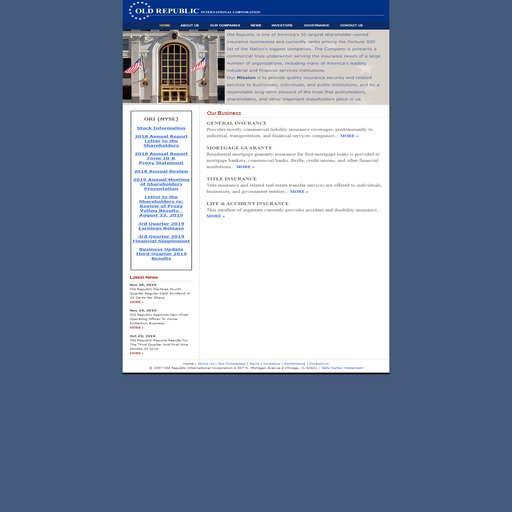 OLD REPUBLIC INTERNATIONAL CORPORATION
HOME ABOUT US OUR COMPANIES NEWS INVESTORS GOVERNANCE CONTACT US
Old Republic is one of America's 50 largest shareholder-owned
insurance businesses and currently ranks among the Fortune 500
list of the Nation's biggest companies. The Company is primarily a
commercial lines underwriter serving the insurance needs of a large
number of organizations, including many of America's leading
industrial and financial services institutions.
Our Mission is to provide quality insurance security and related
services to businesses, individuals, and public institutions, and be a
dependable long-term steward of the trust that policyholders,
shareholders, and other important stakeholders place in us.
ORI (NYSE)
Stock Information
2018 Annual Report
Letter to the
Shareholders
2018 Annual Report
Form 10-K
Proxy Statement
2018 Annual Review
2019 Annual Meeting
of Shareholders
Presentation
Letter to the
Shareholders re:
Review of Proxy
Voting Results -
August 22, 2019
3rd Quarter 2019
Earnings Release
3rd Quarter 2019
Financial Supplement
Business Update
Third Quarter 2019
Results
Latest News
Nov 26, 2019
Old Republic Declares Fourth
Quarter Regular Cash Dividend of
20 Cents Per Share
MORE »
Old Republic Appoints New Chief
Operating Officer To Home
Protection Business
MORE »
Oct 24, 2019
Old Republic Reports Results For
The Third Quarter And First Nine
Months Of 2019
MORE »
Our Business
GENERAL INSURANCE
Provides mostly commercial liability insurance coverages, predominantly to
industrial, transportation, and financial services companies... MORE »
MORTGAGE GUARANTY
Residential mortgage guaranty insurance for first mortgage loans is provided to
mortgage bankers, commercial banks, thrifts, credit unions, and other financial
institutions... MORE »
TITLE INSURANCE
Title insurance and related real estate transfer services are offered to individuals,
businesses, and government entities... MORE »
LIFE & ACCIDENT INSURANCE
This smallest of segments currently provides accident and disability insurance...
MORE »
Home | About Us | Our Companies | News | Investors | Governance | Contact Us
© 2007 Old Republic International Corporation • 307 N. Michigan Avenue • Chicago, IL 60601 | Safe Harbor Statement